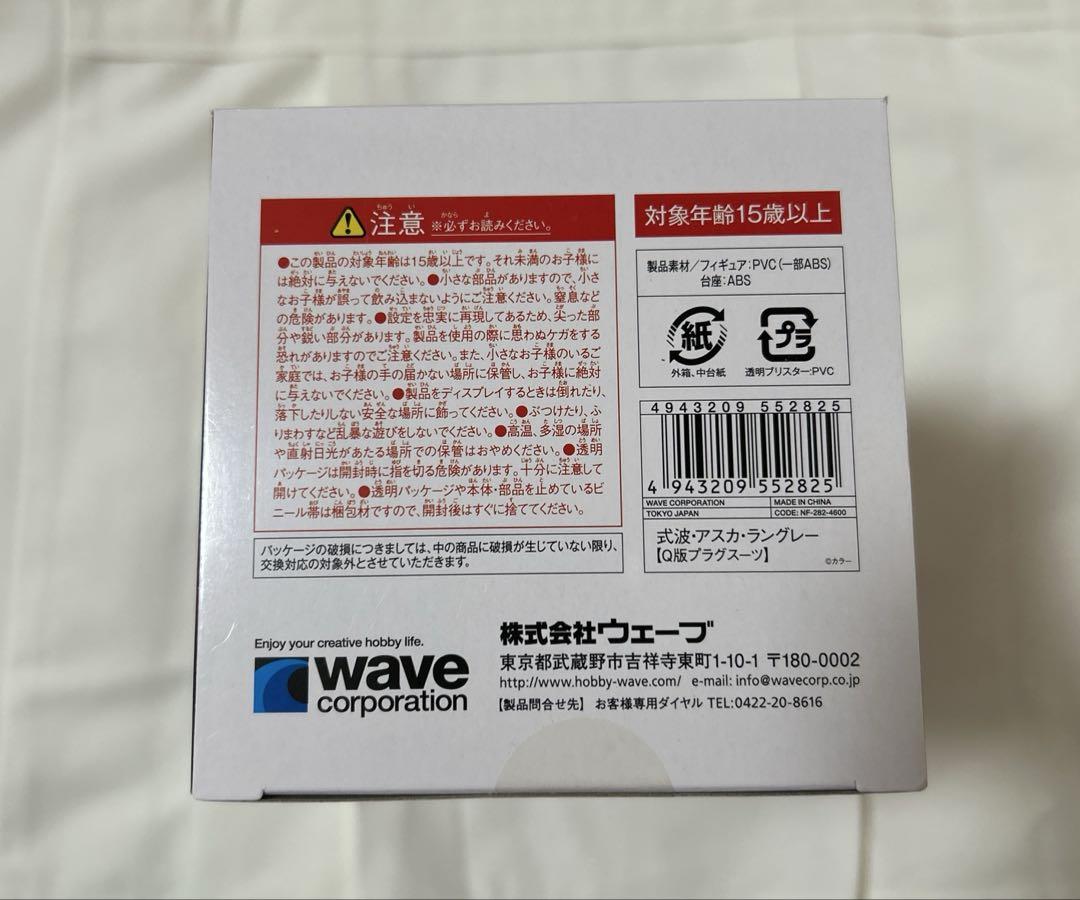 注意 ※必ずお読みください。
●この製品の対象年齢は15歳以上です。それ未満のお子様に
は絶対に与えないでください。●小さな部品がありますので、小さ
なお子様が誤って飲み込まないようにご注意ください。窒息など
の危険があります。●設定を忠実に再現してあるため、尖った部
分や鋭い部分があります。製品を使用の際に思わぬケガをする
恐れがありますのでご注意ください。また、小さなお子様のいるご
家庭では、お子様の手の届かない場所に保管し、お子様に絶対
に与えないでください。●製品をディスプレイするときは倒れたり、
落下したりしない安全な場所に飾ってください。●ぶつけたり、ふ
りまわすなど乱暴な遊びをしないでください。●高温、多湿の場所
や直射日光があたる場所での保管はおやめください。●透明
パッケージは開封時に指を切る危険があります。十分に注意して
開けてください。●透明パッケージや本体・部品を止めているビ
ニール帯は梱包材ですので、開封後はすぐに捨ててください。
パッケージの破損につきましては、中の商品に破損が生じていない限り、
交換対応の対象外とさせていただきます。
対象年齢15歳以上
製品素材/フィギュア:PVC(一部ABS)
台座:ABS
紙 プラ
外箱、中台紙 透明ブリスター:PVC
4943209 552825
4 943209 552825
WAVE CORPORATION MADE IN CHINA
TOKYO JAPAN CODE: NF-282-4600
式波・アスカ・ラングレー
【Q版プラグスーツ】
©カラー
Enjoy your creative hobby life.
wave
corporation
株式会社ウェーブ
東京都武蔵野市吉祥寺東町1-10-1 〒180-0002
http://www.hobby-wave.com/ e-mail: info@wavecorp.co.jp
【製品問合せ先】 お客様専用ダイヤル TEL:0422-20-8616